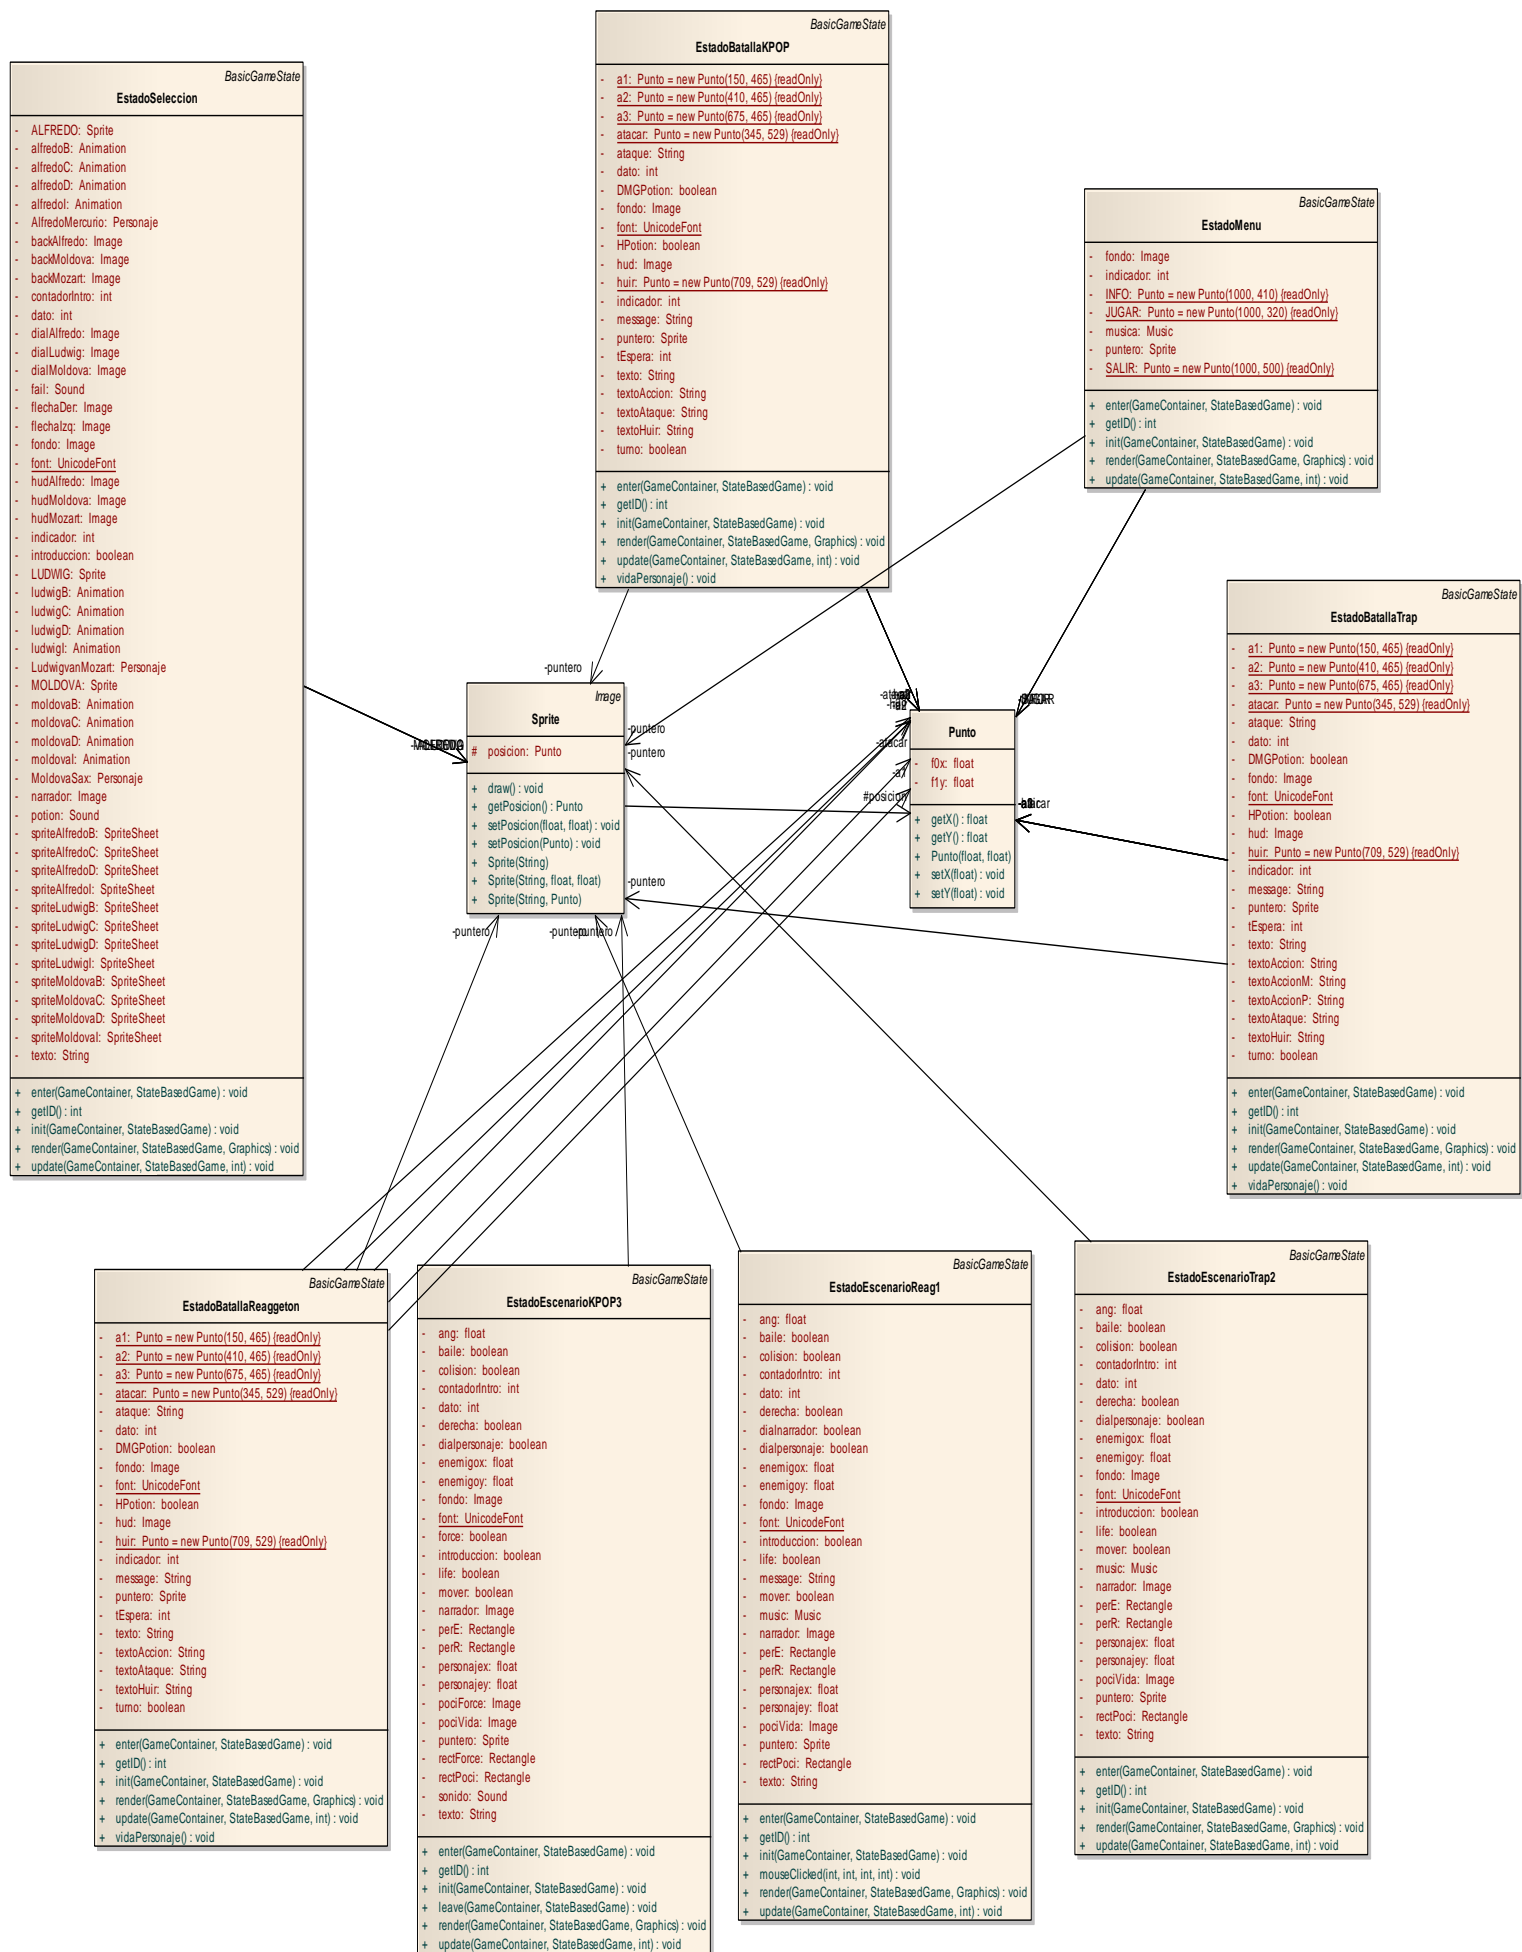 BasicGameState
EstadoSeleccion
- ALFREDO: Sprite
- alfredoB: Animation
- alfredoC: Animation
- alfredoD: Animation
- alfredoI: Animation
- AlfredoMercurio: Personaje
- backAlfredo: Image
- backMoldova: Image
- backMozart: Image
- contadorIntro: int
- dato: int
- dialAlfredo: Image
- dialLudwig: Image
- dialMoldova: Image
- fail: Sound
- flechaDer: Image
- flechaIzq: Image
- fondo: Image
- font: UnicodeFont
- hudAlfredo: Image
- hudMoldova: Image
- hudMozart: Image
- indicador: int
- introduccion: boolean
- LUDWIG: Sprite
- ludwigB: Animation
- ludwigC: Animation
- ludwigD: Animation
- ludwigI: Animation
- LudwigvanMozart: Personaje
- MOLDOVA: Sprite
- moldovaB: Animation
- moldovaC: Animation
- moldovaD: Animation
- moldovaI: Animation
- MoldovaSax: Personaje
- narrador: Image
- potion: Sound
- spriteAlfredoB: SpriteSheet
- spriteAlfredoC: SpriteSheet
- spriteAlfredoD: SpriteSheet
- spriteAlfredoI: SpriteSheet
- spriteLudwigB: SpriteSheet
- spriteLudwigC: SpriteSheet
- spriteLudwigD: SpriteSheet
- spriteLudwigI: SpriteSheet
- spriteMoldovaB: SpriteSheet
- spriteMoldovaC: SpriteSheet
- spriteMoldovaD: SpriteSheet
- spriteMoldovaI: SpriteSheet
- texto: String
+ enter(GameContainer, StateBasedGame) : void
+ getID() : int
+ init(GameContainer, StateBasedGame) : void
+ render(GameContainer, StateBasedGame, Graphics) : void
+ update(GameContainer, StateBasedGame, int) : void
BasicGameState
EstadoBatallaKPOP
- a1: Punto = new Punto(150, 465) {readOnly}
- a2: Punto = new Punto(410, 465) {readOnly}
- a3: Punto = new Punto(675, 465) {readOnly}
- atacar: Punto = new Punto(345, 529) {readOnly}
- ataque: String
- dato: int
- DMGPotion: boolean
- fondo: Image
- font: UnicodeFont
- HPotion: boolean
- hud: Image
- huir: Punto = new Punto(709, 529) {readOnly}
- indicador: int
- message: String
- puntero: Sprite
- tEspera: int
- texto: String
- textoAccion: String
- textoAtaque: String
- textoHuir: String
- turno: boolean
+ enter(GameContainer, StateBasedGame) : void
+ getID() : int
+ init(GameContainer, StateBasedGame) : void
+ render(GameContainer, StateBasedGame, Graphics) : void
+ update(GameContainer, StateBasedGame, int) : void
+ vidaPersonaje() : void
BasicGameState
EstadoMenu
- fondo: Image
- indicador: int
- INFO: Punto = new Punto(1000, 410) {readOnly}
- JUGAR: Punto = new Punto(1000, 320) {readOnly}
- musica: Music
- puntero: Sprite
- SALIR: Punto = new Punto(1000, 500) {readOnly}
+ enter(GameContainer, StateBasedGame) : void
+ getID() : int
+ init(GameContainer, StateBasedGame) : void
+ render(GameContainer, StateBasedGame, Graphics) : void
+ update(GameContainer, StateBasedGame, int) : void
BasicGameState
EstadoBatallaTrap
- a1: Punto = new Punto(150, 465) {readOnly}
- a2: Punto = new Punto(410, 465) {readOnly}
- a3: Punto = new Punto(675, 465) {readOnly}
- atacar: Punto = new Punto(345, 529) {readOnly}
- ataque: String
- dato: int
- DMGPotion: boolean
- fondo: Image
- font: UnicodeFont
- HPotion: boolean
- hud: Image
- huir: Punto = new Punto(709, 529) {readOnly}
- indicador: int
- message: String
- puntero: Sprite
- tEspera: int
- texto: String
- textoAccion: String
- textoAccionM: String
- textoAccionP: String
- textoAtaque: String
- textoHuir: String
- turno: boolean
+ enter(GameContainer, StateBasedGame) : void
+ getID() : int
+ init(GameContainer, StateBasedGame) : void
+ render(GameContainer, StateBasedGame, Graphics) : void
+ update(GameContainer, StateBasedGame, int) : void
+ vidaPersonaje() : void
-puntero
Image
Sprite
# posicion: Punto
+ draw() : void
+ getPosicion() : Punto
+ setPosicion(float, float) : void
+ setPosicion(Punto) : void
+ Sprite(String)
+ Sprite(String, float, float)
+ Sprite(String, Punto)
-puntero
-puntero
-puntero
-puntero
-puntero
-puntero
-atacar
-a1
#posicion
Punto
- f0x: float
- f1y: float
+ getX() : float
+ getY() : float
+ Punto(float, float)
+ setX(float) : void
+ setY(float) : void
BasicGameState
EstadoBatallaReaggeton
- a1: Punto = new Punto(150, 465) {readOnly}
- a2: Punto = new Punto(410, 465) {readOnly}
- a3: Punto = new Punto(675, 465) {readOnly}
- atacar: Punto = new Punto(345, 529) {readOnly}
- ataque: String
- dato: int
- DMGPotion: boolean
- fondo: Image
- font: UnicodeFont
- HPotion: boolean
- hud: Image
- huir: Punto = new Punto(709, 529) {readOnly}
- indicador: int
- message: String
- puntero: Sprite
- tEspera: int
- texto: String
- textoAccion: String
- textoAtaque: String
- textoHuir: String
- turno: boolean
+ enter(GameContainer, StateBasedGame) : void
+ getID() : int
+ init(GameContainer, StateBasedGame) : void
+ render(GameContainer, StateBasedGame, Graphics) : void
+ update(GameContainer, StateBasedGame, int) : void
+ vidaPersonaje() : void
BasicGameState
EstadoEscenarioKPOP3
- ang: float
- baile: boolean
- colision: boolean
- contadorIntro: int
- dato: int
- derecha: boolean
- dialpersonaje: boolean
- enemigox: float
- enemigoy: float
- fondo: Image
- font: UnicodeFont
- force: boolean
- introduccion: boolean
- life: boolean
- mover: boolean
- narrador: Image
- perE: Rectangle
- perR: Rectangle
- personajex: float
- personajey: float
- pociForce: Image
- pociVida: Image
- puntero: Sprite
- rectForce: Rectangle
- rectPoci: Rectangle
- sonido: Sound
- texto: String
+ enter(GameContainer, StateBasedGame) : void
+ getID() : int
+ init(GameContainer, StateBasedGame) : void
+ leave(GameContainer, StateBasedGame) : void
+ render(GameContainer, StateBasedGame, Graphics) : void
+ update(GameContainer, StateBasedGame, int) : void
BasicGameState
EstadoEscenarioReag1
- ang: float
- baile: boolean
- colision: boolean
- contadorIntro: int
- dato: int
- derecha: boolean
- dialnarrador: boolean
- dialpersonaje: boolean
- enemigox: float
- enemigoy: float
- fondo: Image
- font: UnicodeFont
- introduccion: boolean
- life: boolean
- message: String
- mover: boolean
- music: Music
- narrador: Image
- perE: Rectangle
- perR: Rectangle
- personajex: float
- personajey: float
- pociVida: Image
- puntero: Sprite
- rectPoci: Rectangle
- texto: String
+ enter(GameContainer, StateBasedGame) : void
+ getID() : int
+ init(GameContainer, StateBasedGame) : void
+ mouseClicked(int, int, int, int) : void
+ render(GameContainer, StateBasedGame, Graphics) : void
+ update(GameContainer, StateBasedGame, int) : void
BasicGameState
EstadoEscenarioTrap2
- ang: float
- baile: boolean
- colision: boolean
- contadorIntro: int
- dato: int
- derecha: boolean
- dialpersonaje: boolean
- enemigox: float
- enemigoy: float
- fondo: Image
- font: UnicodeFont
- introduccion: boolean
- life: boolean
- mover: boolean
- music: Music
- narrador: Image
- perE: Rectangle
- perR: Rectangle
- personajex: float
- personajey: float
- pociVida: Image
- puntero: Sprite
- rectPoci: Rectangle
- texto: String
+ enter(GameContainer, StateBasedGame) : void
+ getID() : int
+ init(GameContainer, StateBasedGame) : void
+ render(GameContainer, StateBasedGame, Graphics) : void
+ update(GameContainer, StateBasedGame, int) : void